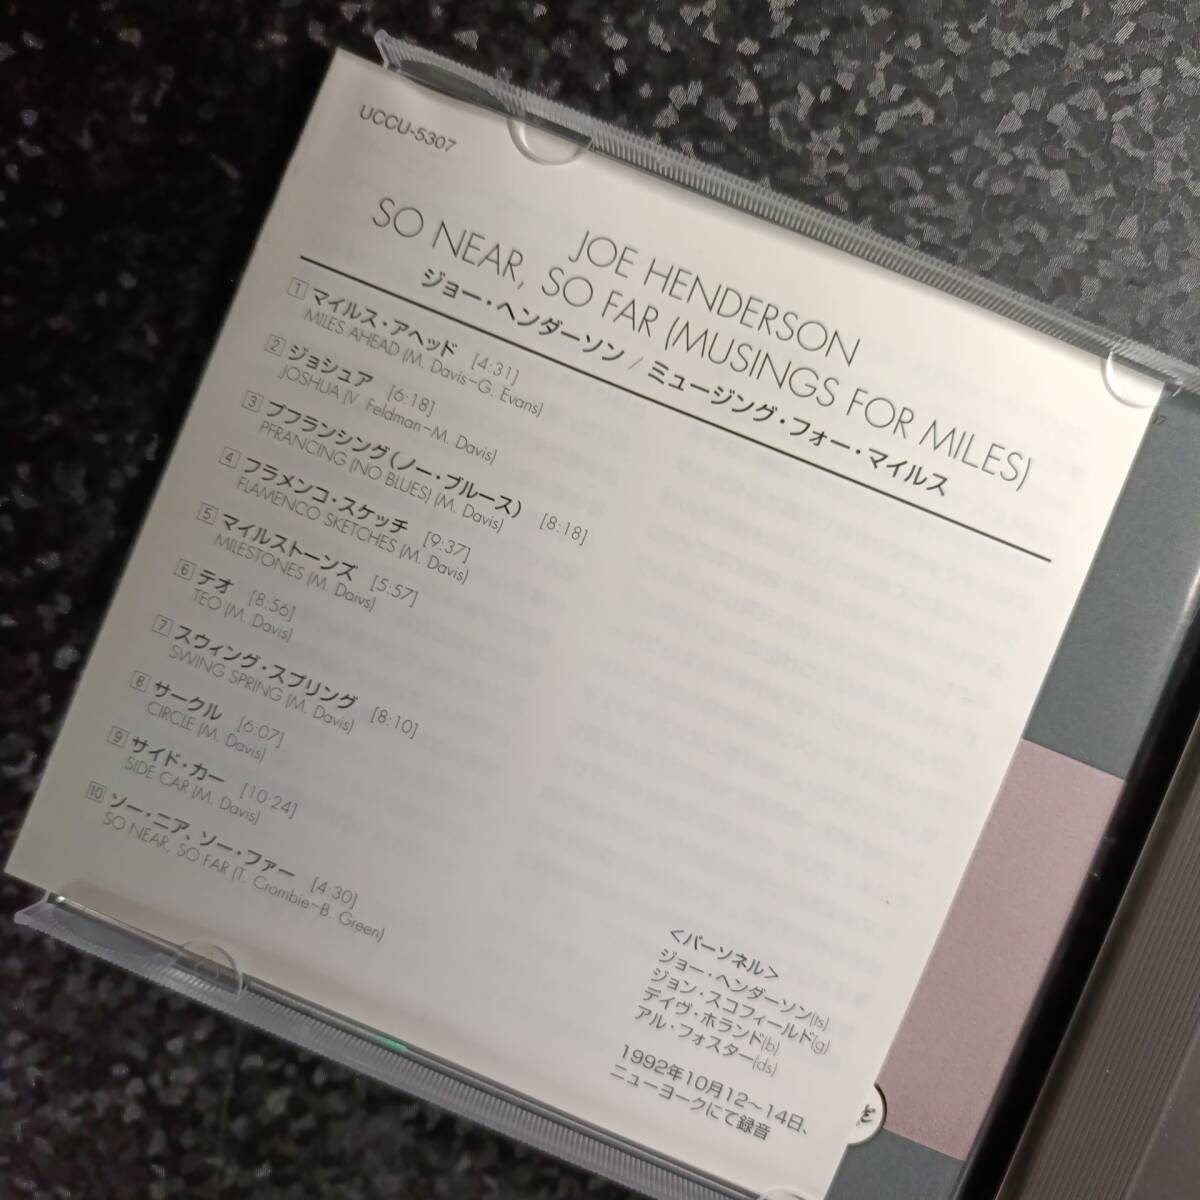 UCCU-5307
JOE HENDERSON
SO NEAR, SO FAR (MUSINGS FOR MILES)
ジョー・ヘンダーソン / ミュージング・フォー・マイルス
1 マイルス・アヘッド [4:31]
MILES AHEAD (M. Davis-G. Evans)
2 ジョシュア [6:18]
JOSHUA (V. Feldman-M. Davis)
3 プフランシング(ノー・ブルース) [8:18]
PFRANCING (NO BLUES) (M. Davis)
4 フラメンコ・スケッチ [9:37]
FLAMENCO SKETCHES (M. Davis)
5 マイルストーンズ [5:57]
MILESTONES (M. Daivs)
6 テオ [8:56]
TEO (M. Davis)
7 スウィング・スプリング [8:10]
SWING SPRING (M. Davis)
8 サークル [6:07]
CIRCLE (M. Davis)
9 サイド・カー [10:24]
SIDE CAR (M. Davis)
10 ソー・ニア、ソー・ファー [4:30]
SO NEAR, SO FAR (T. Crombie-B. Green)
<パーソネル>
ジョー・ヘンダーソン(ts)
ジョン・スコフィールド(g)
デイヴ・ホランド(b)
アル・フォスター(ds)
1992年10月12〜14日、
ニューヨークにて録音